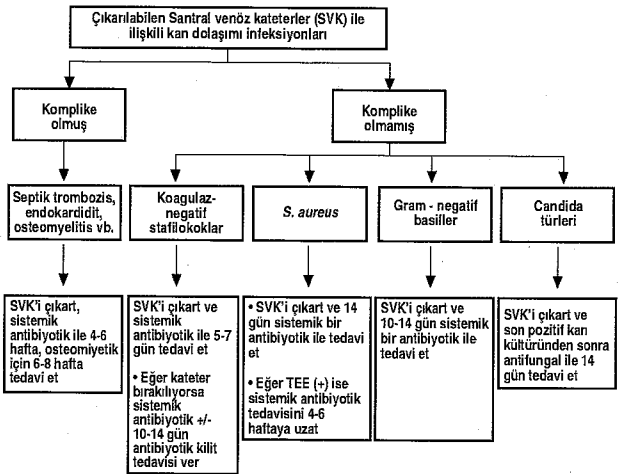 Çıkarılabilen Santral venöz kateterler (SVK) ile
ilişkili kan dolaşımı infeksiyonları
Komplike
olmuş
Komplike
olmamış
Septik trombozis,
endokardidit,
osteomyelitis vb.
Koagulaz-
negatif
stafilokoklar
S. aureus
Gram - negatif
basiller
Candida
türleri
SVK'i çıkart,
sistemik
antibiyotik ile 4-6
hafta, osteomiyetik
için 6-8 hafta
tedavi et
SVK'i çıkart ve
sistemik
antibiyotik ile 5-7
gün tedavi et
• Eğer kateter
bırakılıyorsa
sistemik
antibiyotik +/-
10-14 gün
antibiyotik kilit
tedavisi ver
• SVK'i çıkart ve 14
gün sistemik bir
antibiyotik ile tedavi
et
• Eğer TEE (+) ise
sistemik antibiyotik
tedavisini 4-6
haftaya uzat
SVK'i çıkart ve
10-14 gün sistemik
bir antibiyotik ile
tedavi et
SVK'i çıkart ve
son pozitif kan
kültüründen sonra
antifungal ile 14
gün tedavi et